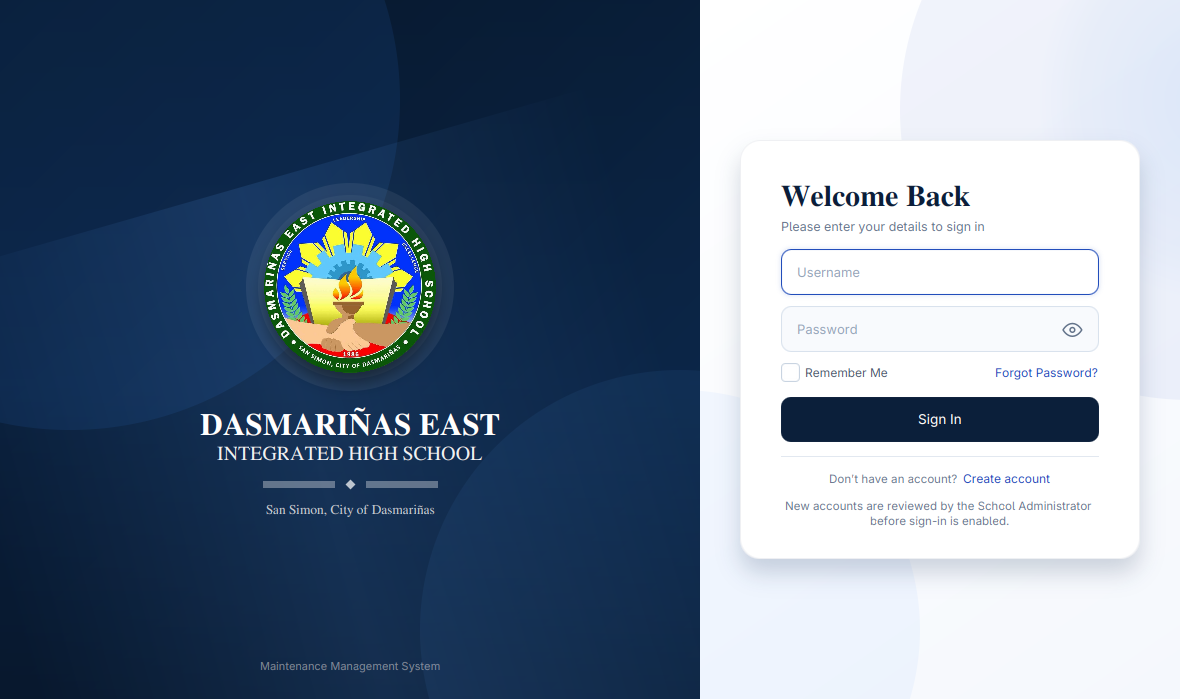 DASMARIÑAS EAST INTEGRATED HIGH SCHOOL
LEADERSHIP
SAN SIMON, CITY OF DASMARIÑAS
1986
DASMARIÑAS EAST
INTEGRATED HIGH SCHOOL
San Simon, City of Dasmariñas
Maintenance Management System
Welcome Back
Please enter your details to sign in
Username
Password
Remember Me
Forgot Password?
Sign In
Don't have an account? Create account
New accounts are reviewed by the School Administrator
before sign-in is enabled.